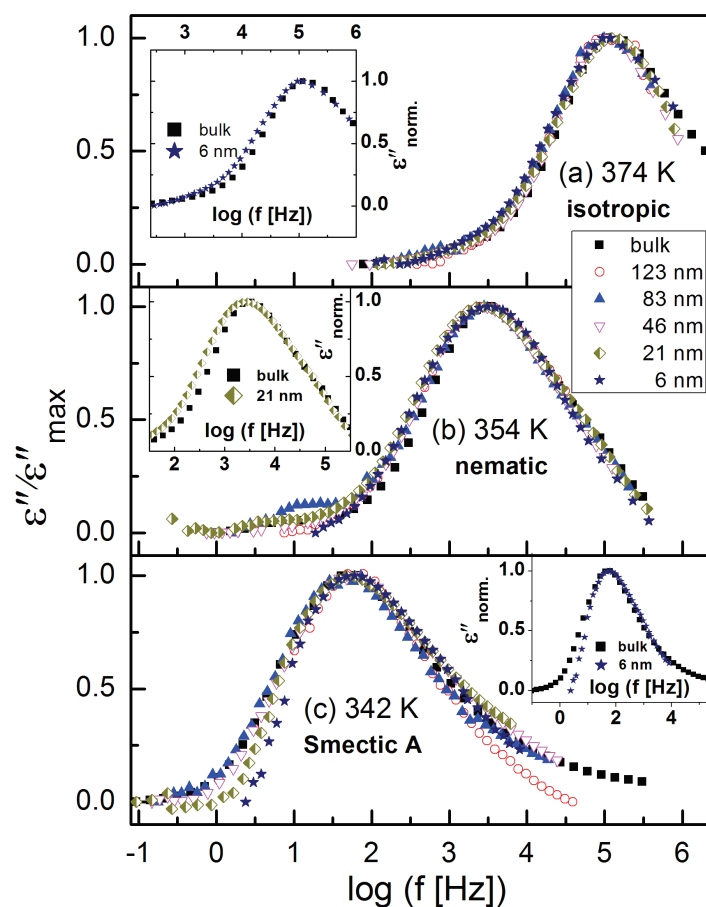 3 4 5 6
1.0
1.0
bulk
6 nm
0.5
ε"norm.
0.5
0.0
log (f [Hz])
(a) 374 K
isotropic
0.0
bulk
123 nm
83 nm
46 nm
21 nm
6 nm
1.0
1.0
ε"norm.
bulk
21 nm
0.5
0.5
log (f [Hz])
0.0
2 3 4 5
(b) 354 K
nematic
0.0
ε"/ε"max
1.0
1.0
ε"norm.
0.5
bulk
6 nm
0.0
log (f [Hz])
0 2 4
0.5
(c) 342 K
Smectic A
0.0
-1 0 1 2 3 4 5 6
log (f [Hz])